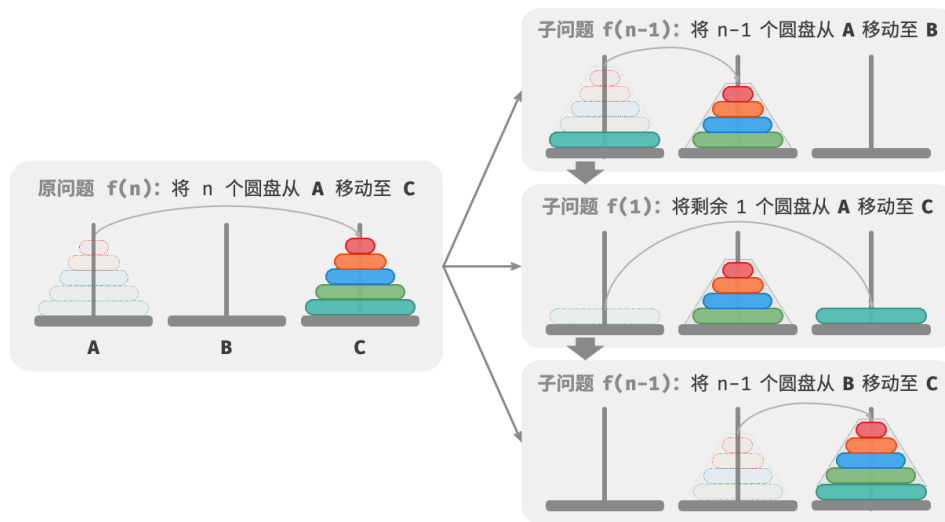 原问题 f(n)：将 n 个圆盘从 A 移动至 C
A
B
C
子问题 f(n-1)：将 n-1 个圆盘从 A 移动至 B
子问题 f(1)：将剩余 1 个圆盘从 A 移动至 C
子问题 f(n-1)：将 n-1 个圆盘从 B 移动至 C